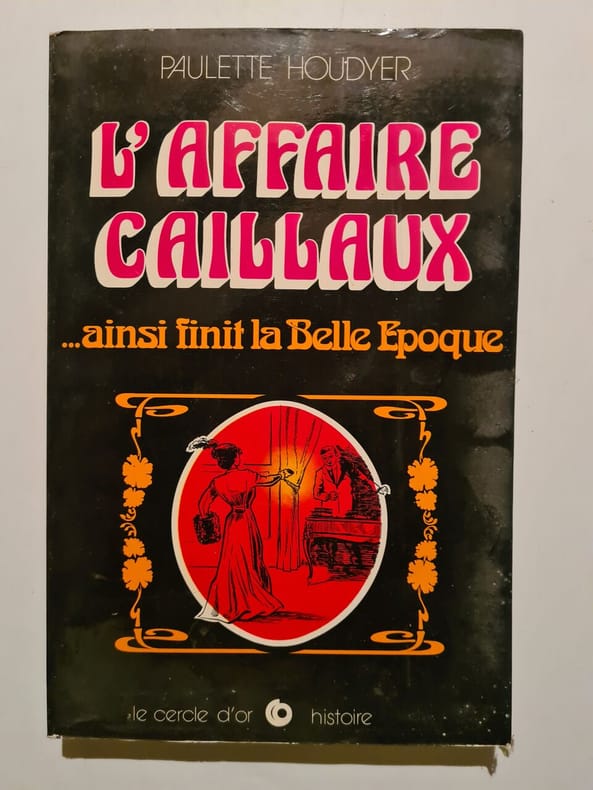 PAULETTE HOUDYER
L'AFFAIRE
CAILLAUX
...ainsi finit la Belle Epoque
le cercle d'or histoire